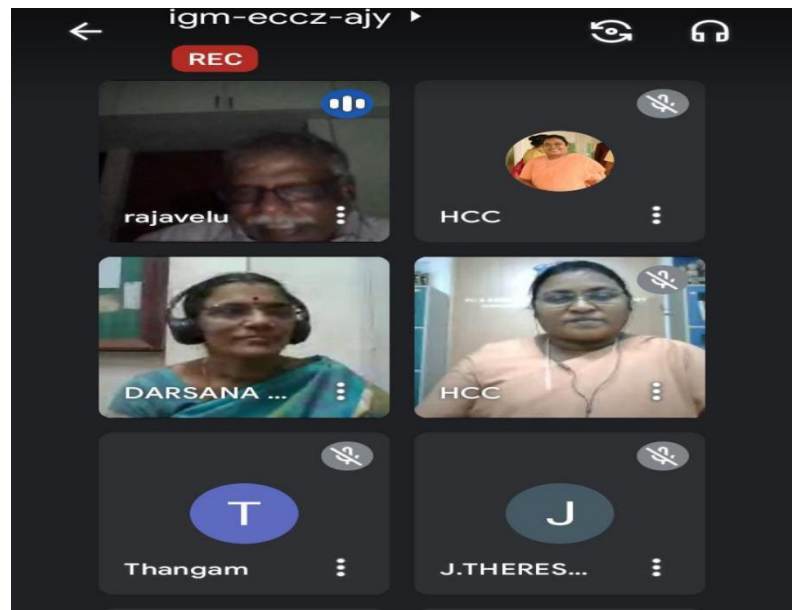 igm-eccz-ajy
REC
rajavelu
HCC
DARSANA ...
HCC
T
Thangam
J
J.THERES...